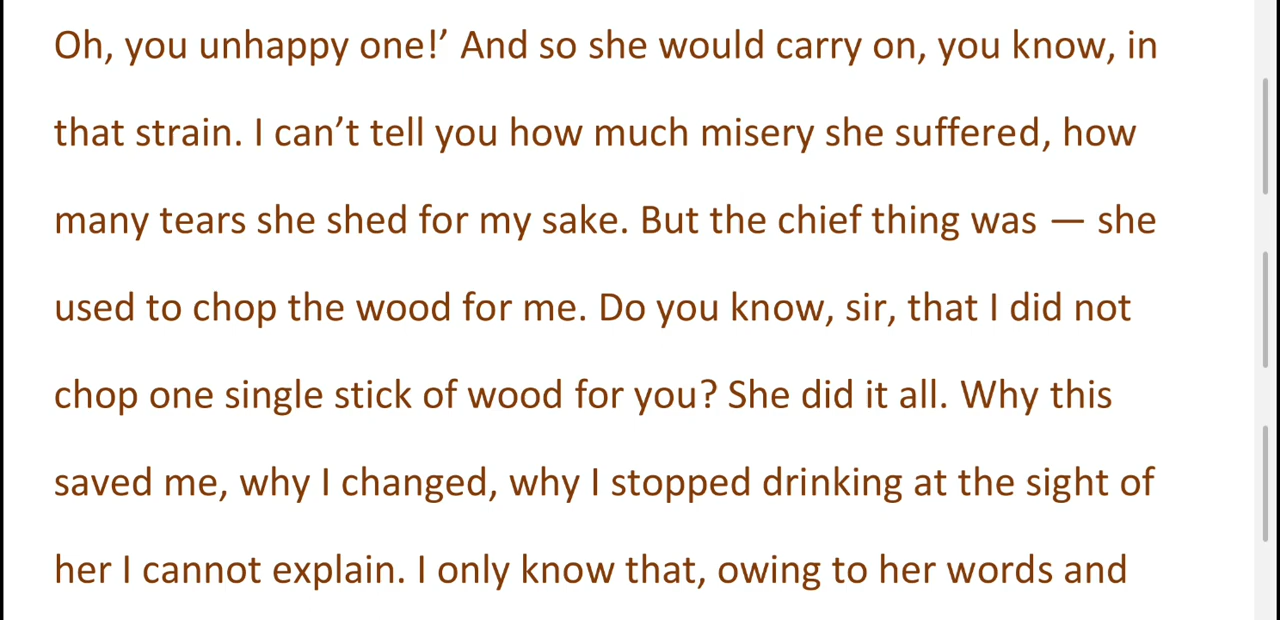 Oh, you unhappy one!’ And so she would carry on, you know, in
that strain. I can’t tell you how much misery she suffered, how
many tears she shed for my sake. But the chief thing was — she
used to chop the wood for me. Do you know, sir, that I did not
chop one single stick of wood for you? She did it all. Why this
saved me, why I changed, why I stopped drinking at the sight of
her I cannot explain. I only know that, owing to her words and